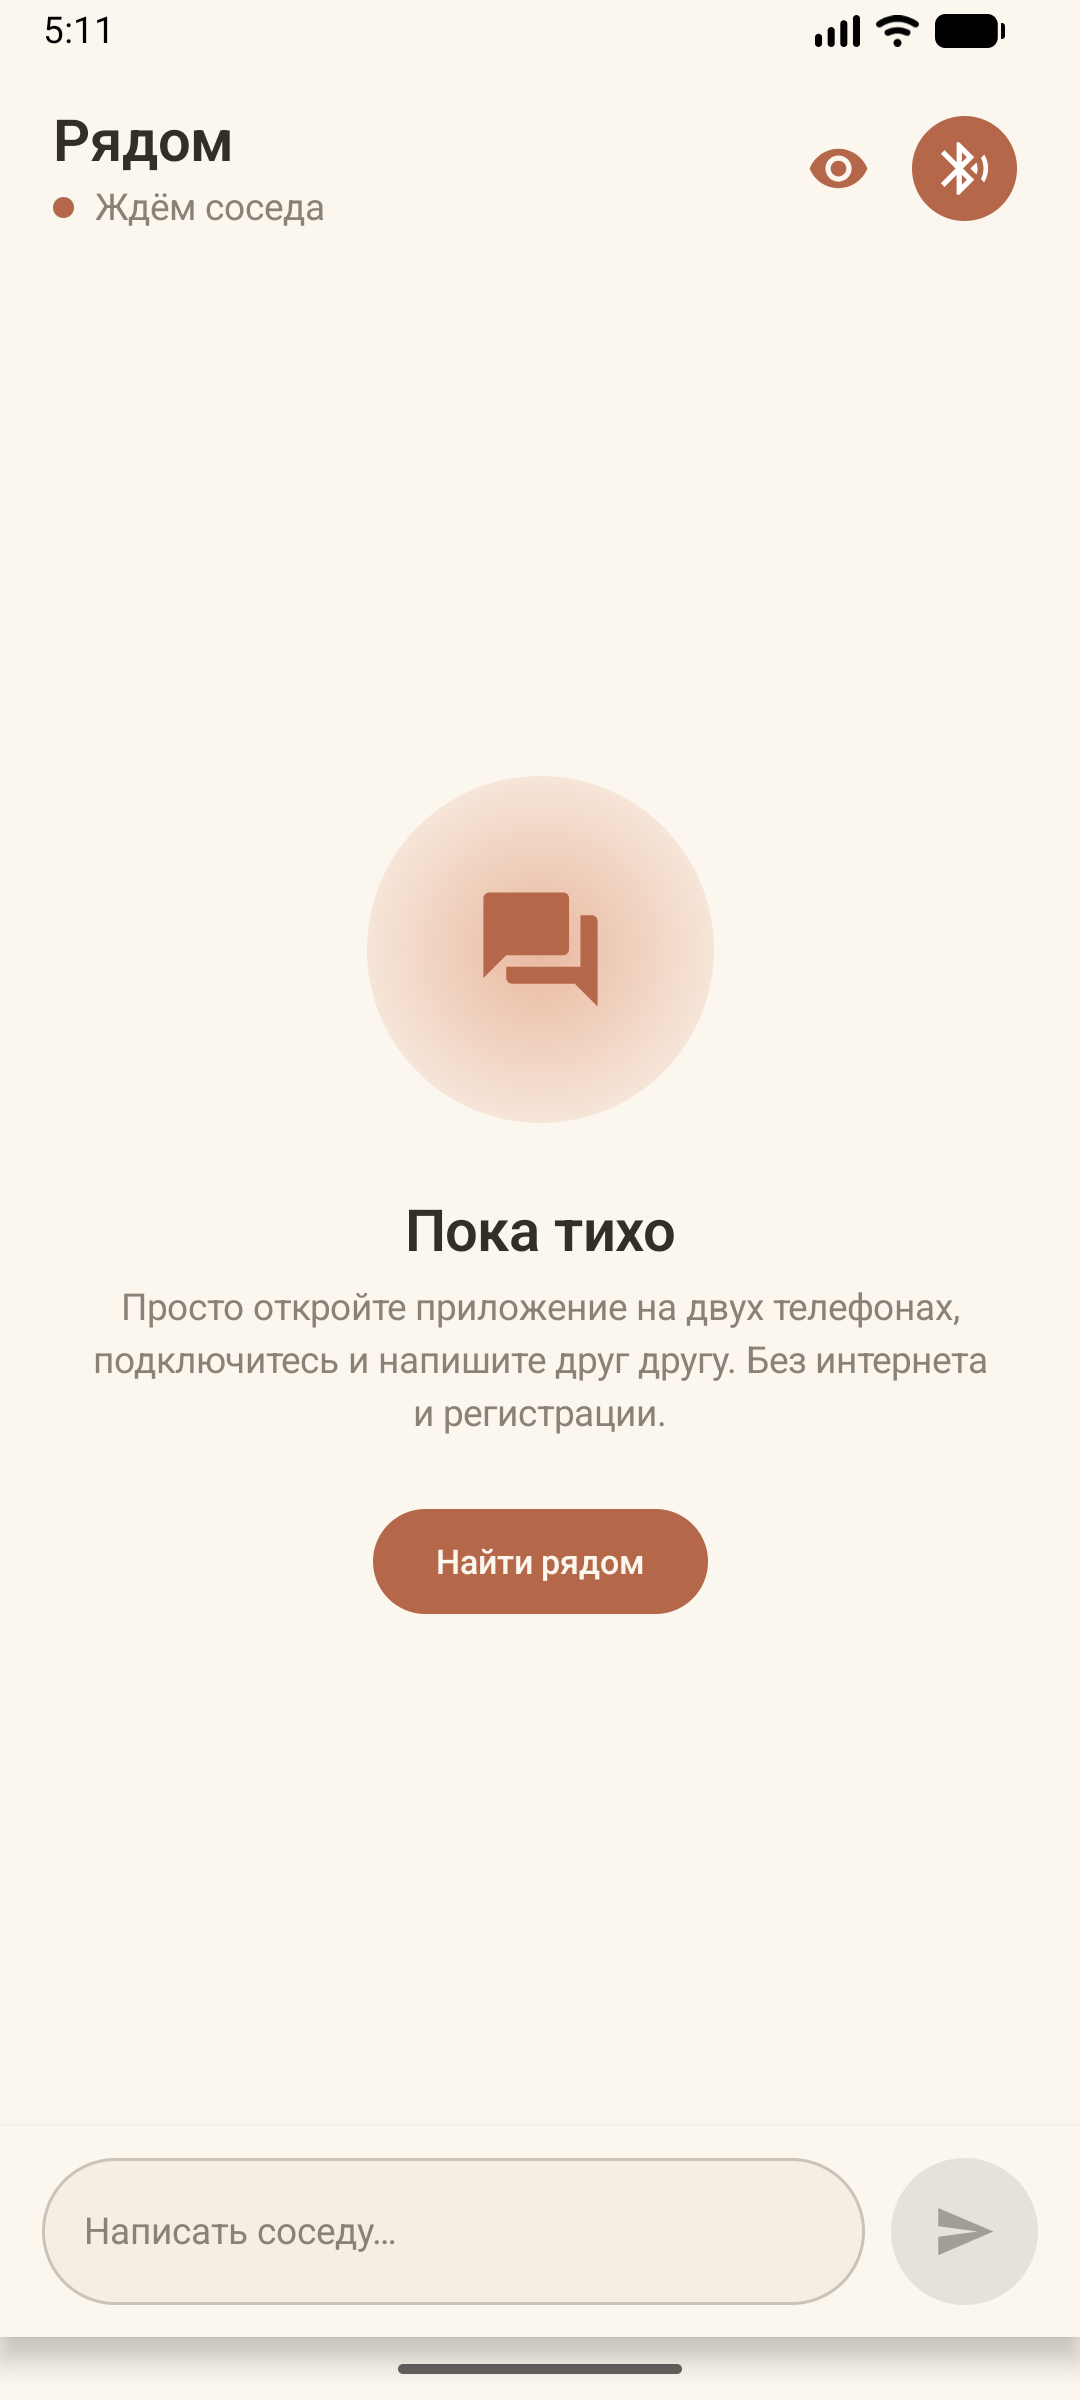 5:11
Рядом
Ждём соседа
Пока тихо
Просто откройте приложение на двух телефонах,
подключитесь и напишите друг другу. Без интернета
и регистрации.
Найти рядом
Написать соседу…